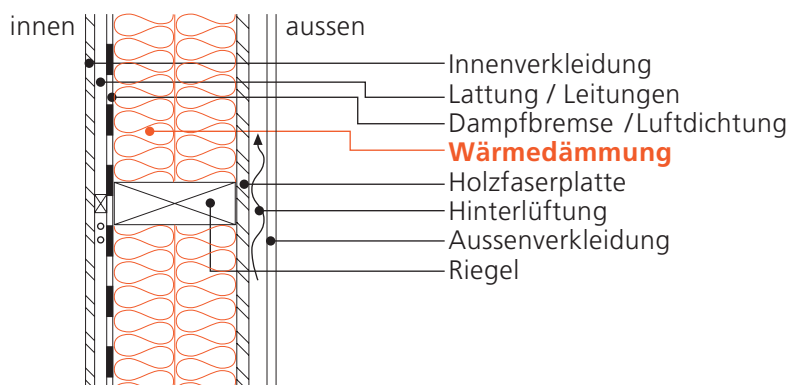 innen
aussen
Innenverkleidung
Lattung / Leitungen
Dampfbremse /Luftdichtung
Wärmedämmung
Holzfaserplatte
Hinterlüftung
Aussenverkleidung
Riegel